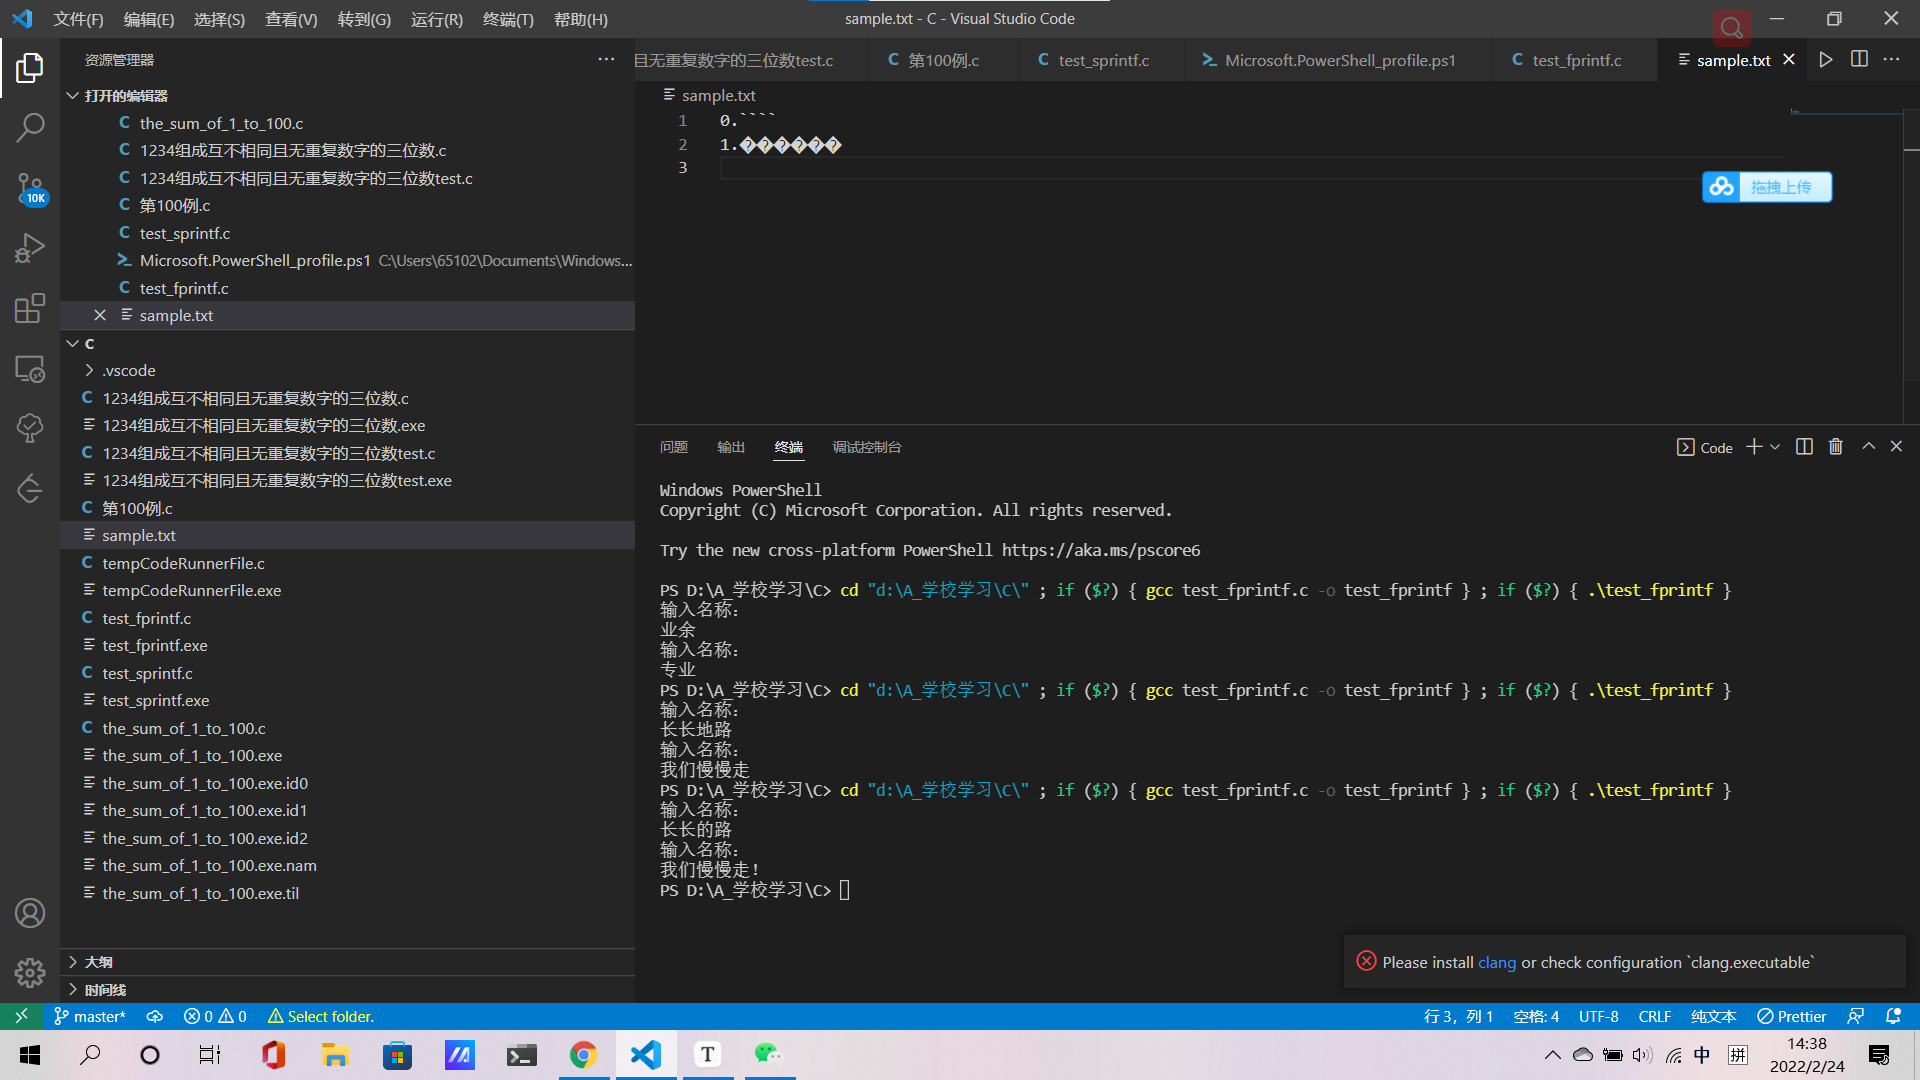 文件(F) 编辑(E) 选择(S) 查看(V) 转到(G) 运行(R) 终端(T) 帮助(H) sample.txt - C - Visual Studio Code
资源管理器
打开的编辑器
the_sum_of_1_to_100.c
1234组成互不相同且无重复数字的三位数.c
1234组成互不相同且无重复数字的三位数test.c
第100例.c
test_sprintf.c
Microsoft.PowerShell_profile.ps1 C:\Users\65102\Documents\Windows...
test_fprintf.c
sample.txt
C
.vscode
1234组成互不相同且无重复数字的三位数.c
1234组成互不相同且无重复数字的三位数.exe
1234组成互不相同且无重复数字的三位数test.c
1234组成互不相同且无重复数字的三位数test.exe
第100例.c
sample.txt
tempCodeRunnerFile.c
tempCodeRunnerFile.exe
test_fprintf.c
test_fprintf.exe
test_sprintf.c
test_sprintf.exe
the_sum_of_1_to_100.c
the_sum_of_1_to_100.exe
the_sum_of_1_to_100.exe.id0
the_sum_of_1_to_100.exe.id1
the_sum_of_1_to_100.exe.id2
the_sum_of_1_to_100.exe.nam
the_sum_of_1_to_100.exe.til
大纲
时间线
10K
且无重复数字的三位数test.c C 第100例.c C test_sprintf.c Microsoft.PowerShell_profile.ps1 C test_fprintf.c sample.txt
sample.txt
1 0.````
2 1.������
3
拖拽上传
问题 输出 终端 调试控制台 Code
Windows PowerShell
Copyright (C) Microsoft Corporation. All rights reserved.
Try the new cross-platform PowerShell https://aka.ms/pscore6
PS D:\A_学校学习\C> cd "d:\A_学校学习\C\" ; if ($?) { gcc test_fprintf.c -o test_fprintf } ; if ($?) { .\test_fprintf }
输入名称:
业余
输入名称:
专业
PS D:\A_学校学习\C> cd "d:\A_学校学习\C\" ; if ($?) { gcc test_fprintf.c -o test_fprintf } ; if ($?) { .\test_fprintf }
输入名称:
长长地路
输入名称:
我们慢慢走
PS D:\A_学校学习\C> cd "d:\A_学校学习\C\" ; if ($?) { gcc test_fprintf.c -o test_fprintf } ; if ($?) { .\test_fprintf }
输入名称:
长长的路
输入名称:
我们慢慢走!
PS D:\A_学校学习\C>
Please install clang or check configuration `clang.executable`
master* 0 0 Select folder. 行 3，列 1 空格: 4 UTF-8 CRLF 纯文本 Prettier
中 拼 14:38
2022/2/24